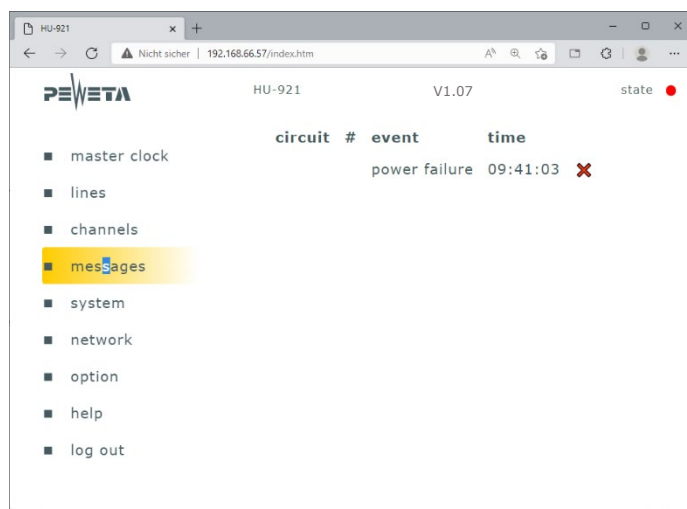 HU-921
Nicht sicher | 192.168.66.57/index.htm
PEWETA HU-921 V1.07 state
circuit # event time
power failure 09:41:03
master clock
lines
channels
messages
system
network
option
help
log out